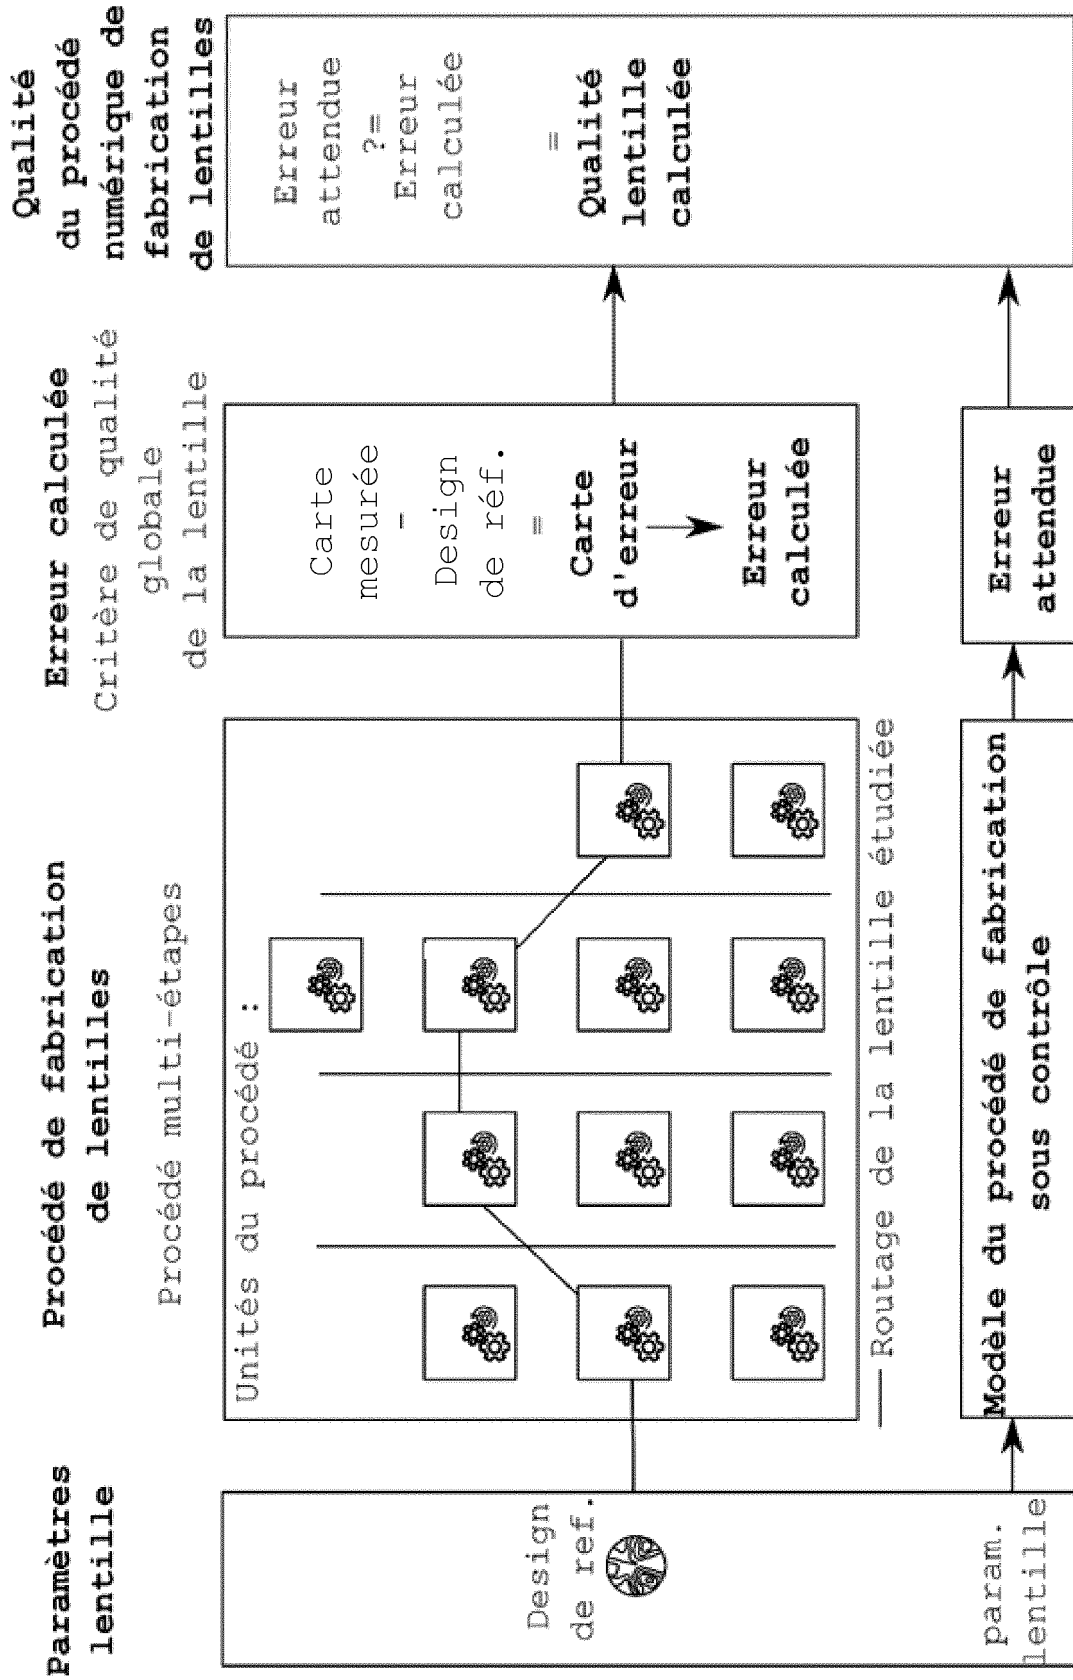 Paramètres
lentille
Design
de ref.
param.
lentille
Procédé de fabrication
de lentilles
Procédé multi-étapes
Unités du procédé :
Routage de la lentille étudiée
Modèle du procédé de fabrication
sous contrôle
Erreur calculée
Critère de qualité
globale
de la lentille
Carte
mesurée
-
Design
de réf.
=
Carte
d'erreur
Erreur
calculée
Erreur
attendue
Qualité
du procédé
numérique de
fabrication
de lentilles
Erreur
attendue
?=
Erreur
calculée
=
Qualité
lentille
calculée